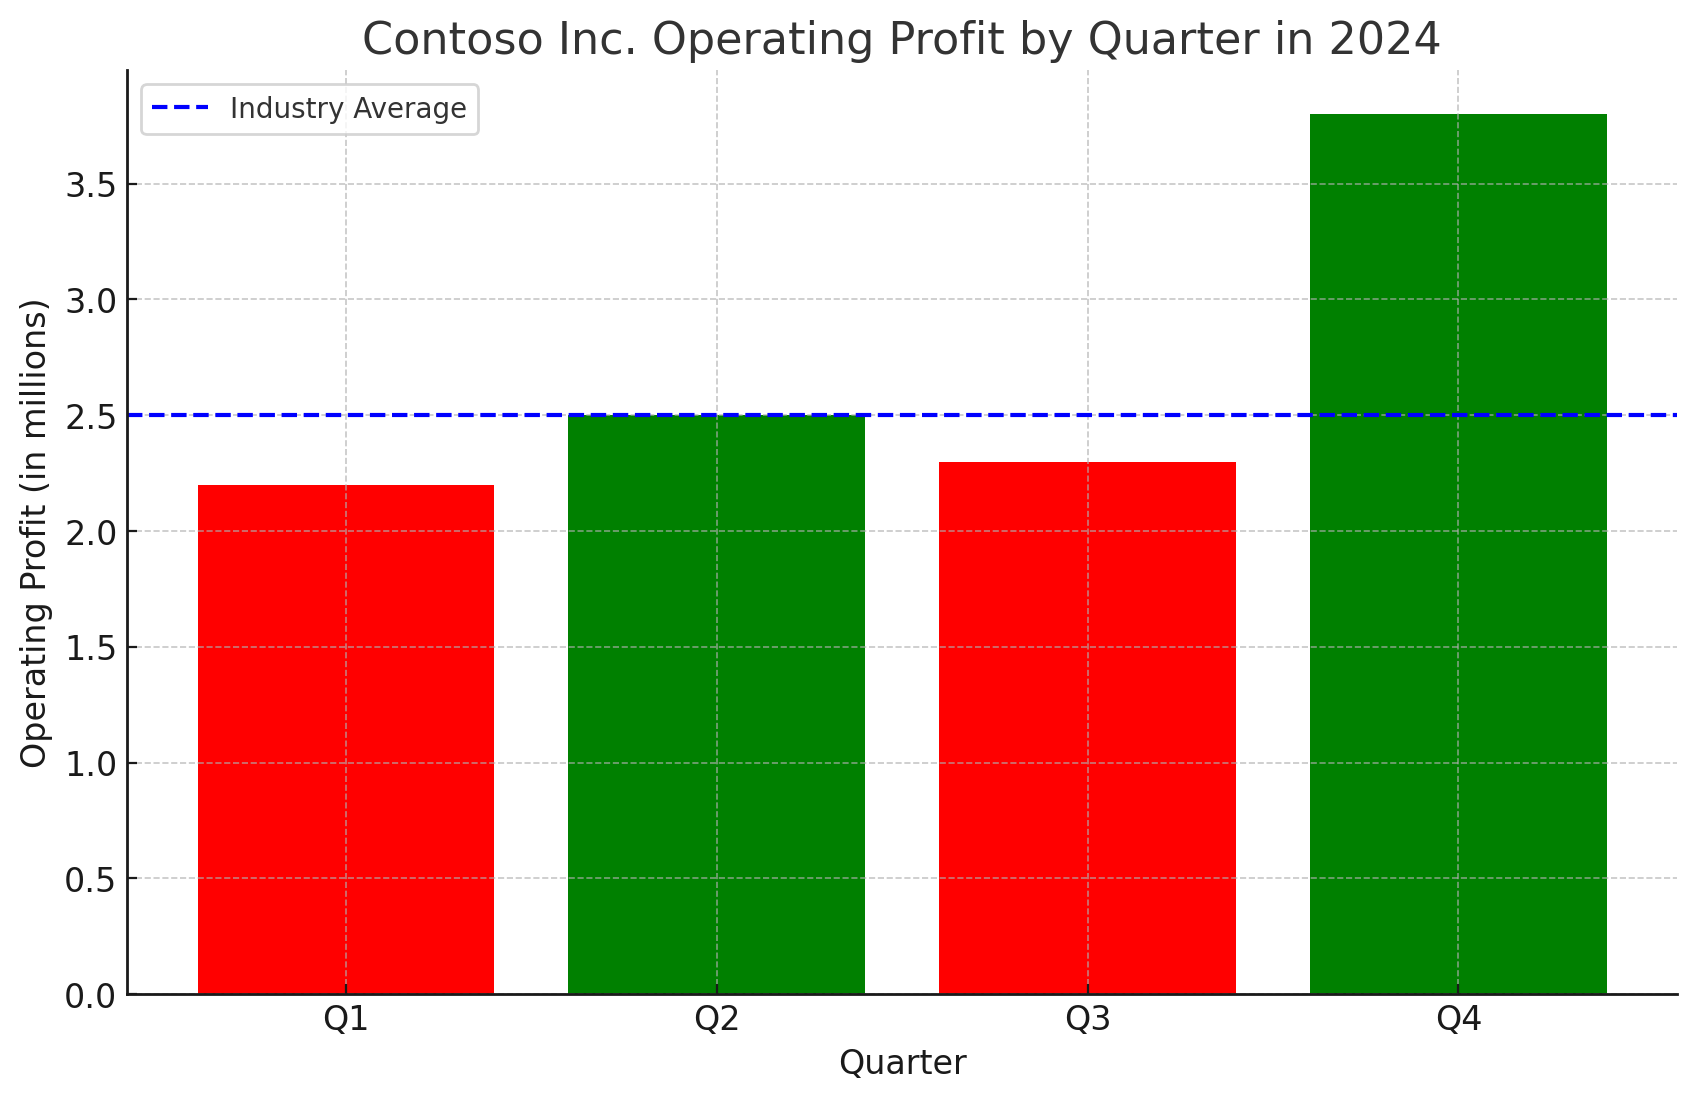 Contoso Inc. Operating Profit by Quarter in 2024
Industry Average
Operating Profit (in millions)
3.5
3.0
2.5
2.0
1.5
1.0
0.5
0.0
Q1 Q2 Q3 Q4
Quarter